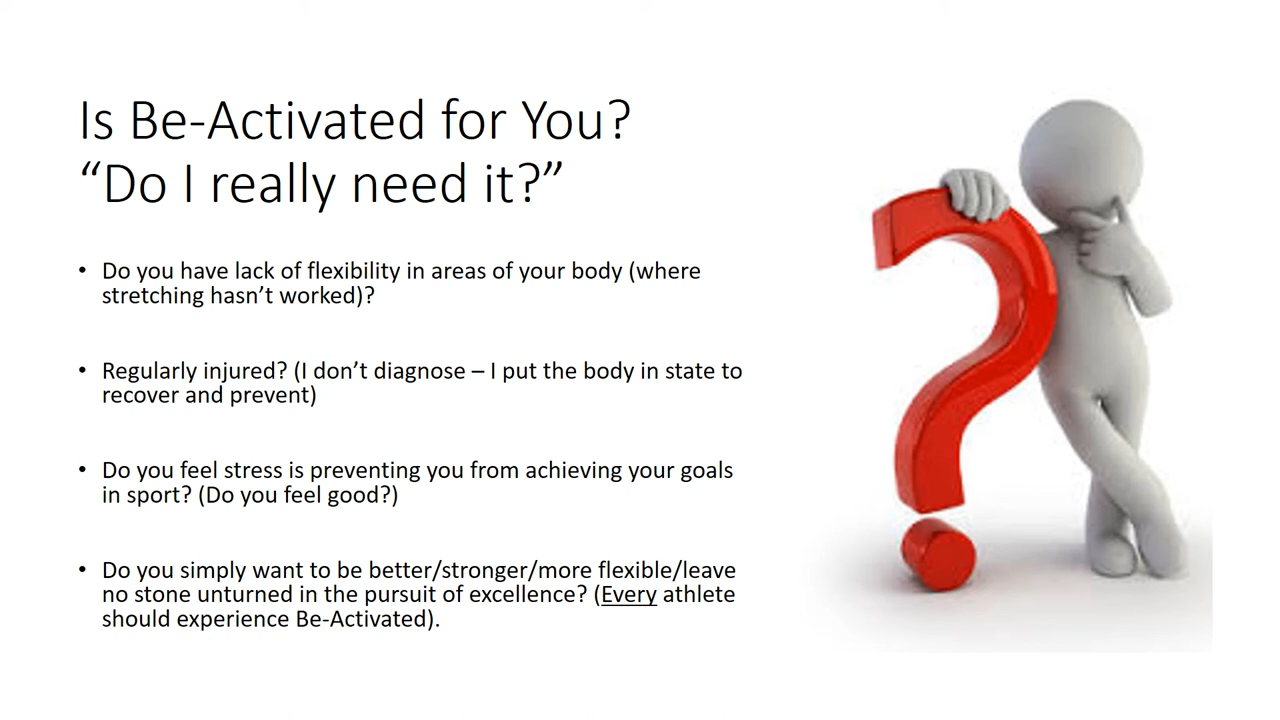 Is Be-Activated for You?
“Do I really need it?”
• Do you have lack of flexibility in areas of your body (where
stretching hasn’t worked)?
• Regularly injured? (I don’t diagnose – I put the body in state to
recover and prevent)
• Do you feel stress is preventing you from achieving your goals
in sport? (Do you feel good?)
• Do you simply want to be better/stronger/more flexible/leave
no stone unturned in the pursuit of excellence? (Every athlete
should experience Be-Activated).